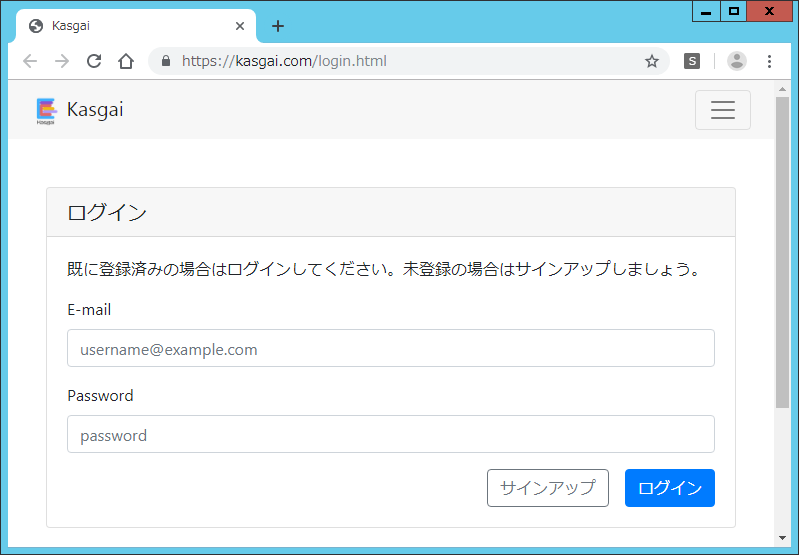 Kasgai
https://kasgai.com/login.html
S
Kasgai
Kasgai
ログイン
既に登録済みの場合はログインしてください。未登録の場合はサインアップしましょう。
E-mail
username@example.com
Password
password
サインアップ
ログイン